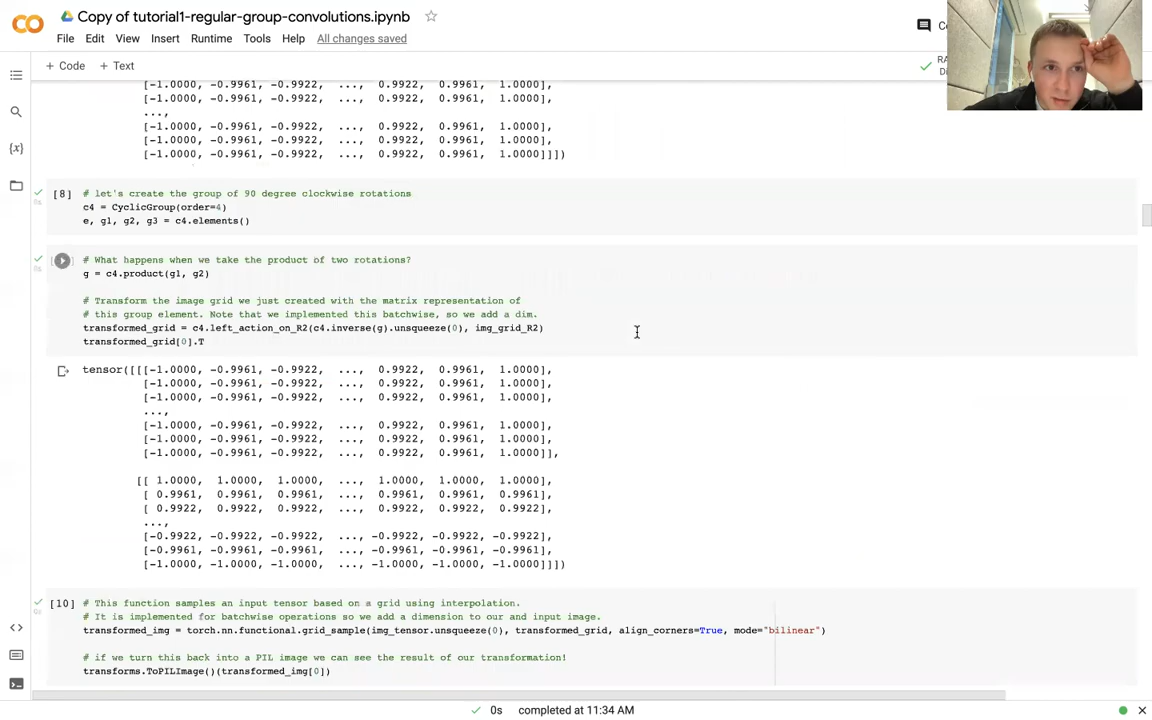 CO
Copy of tutorial1-regular-group-convolutions.ipynb
File Edit View Insert Runtime Tools Help All changes saved
+ Code + Text
[-1.0000, -0.9961, -0.9922, ..., 0.9922, 0.9961, 1.0000],
[-1.0000, -0.9961, -0.9922, ..., 0.9922, 0.9961, 1.0000],
...,
[-1.0000, -0.9961, -0.9922, ..., 0.9922, 0.9961, 1.0000],
[-1.0000, -0.9961, -0.9922, ..., 0.9922, 0.9961, 1.0000],
[-1.0000, -0.9961, -0.9922, ..., 0.9922, 0.9961, 1.0000]]])
[8] # let's create the group of 90 degree clockwise rotations
c4 = CyclicGroup(order=4)
e, g1, g2, g3 = c4.elements()
# What happens when we take the product of two rotations?
g = c4.product(g1, g2)
# Transform the image grid we just created with the matrix representation of
# this group element. Note that we implemented this batchwise, so we add a dim.
transformed_grid = c4.left_action_on_R2(c4.inverse(g).unsqueeze(0), img_grid_R2)
transformed_grid[0].T
tensor([[[-1.0000, -0.9961, -0.9922, ..., 0.9922, 0.9961, 1.0000],
[-1.0000, -0.9961, -0.9922, ..., 0.9922, 0.9961, 1.0000],
[-1.0000, -0.9961, -0.9922, ..., 0.9922, 0.9961, 1.0000],
...,
[-1.0000, -0.9961, -0.9922, ..., 0.9922, 0.9961, 1.0000],
[-1.0000, -0.9961, -0.9922, ..., 0.9922, 0.9961, 1.0000],
[-1.0000, -0.9961, -0.9922, ..., 0.9922, 0.9961, 1.0000]],
[[ 1.0000, 1.0000, 1.0000, ..., 1.0000, 1.0000, 1.0000],
[ 0.9961, 0.9961, 0.9961, ..., 0.9961, 0.9961, 0.9961],
[ 0.9922, 0.9922, 0.9922, ..., 0.9922, 0.9922, 0.9922],
...,
[-0.9922, -0.9922, -0.9922, ..., -0.9922, -0.9922, -0.9922],
[-0.9961, -0.9961, -0.9961, ..., -0.9961, -0.9961, -0.9961],
[-1.0000, -1.0000, -1.0000, ..., -1.0000, -1.0000, -1.0000]]])
[10] # This function samples an input tensor based on a grid using interpolation.
# It is implemented for batchwise operations so we add a dimension to our and input image.
transformed_img = torch.nn.functional.grid_sample(img_tensor.unsqueeze(0), transformed_grid, align_corners=True, mode="bilinear")
# if we turn this back into a PIL image we can see the result of our transformation!
transforms.ToPILImage()(transformed_img[0])
0s completed at 11:34 AM